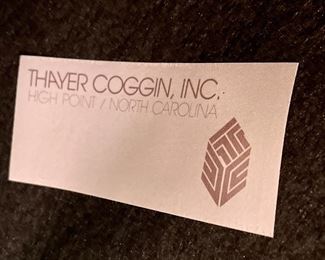 THAYER COGGIN, INC.
HIGH POINT / NORTH CAROLINA